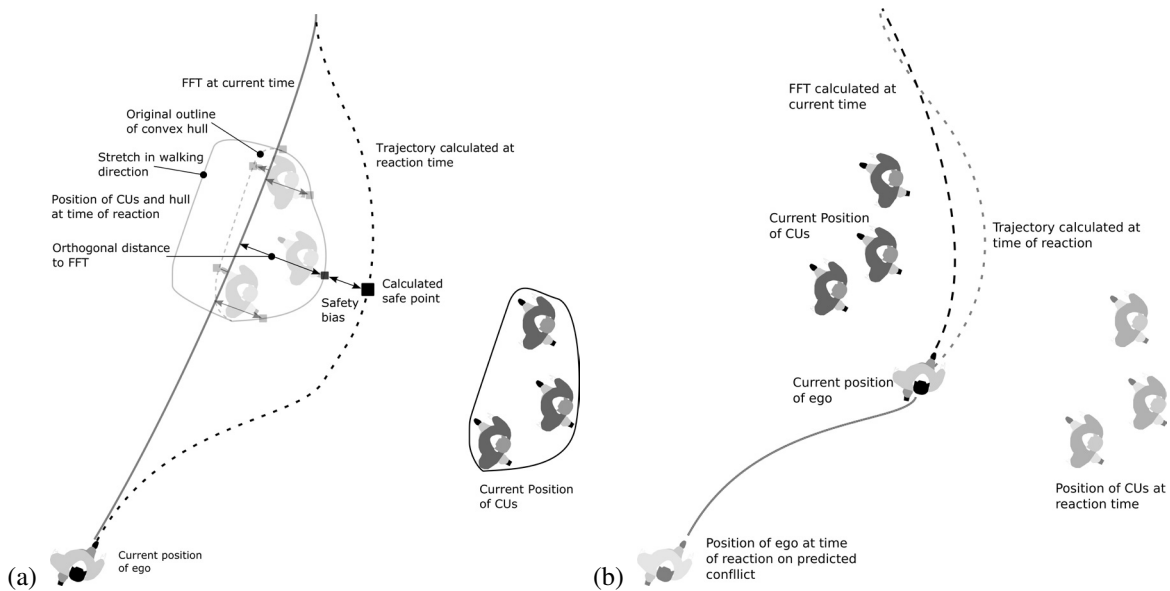 FFT at current time
Original outline
of convex hull
Stretch in walking
direction
Trajectory calculated at
reaction time
Position of CUs and hull
at time of reaction
Orthogonal distance
to FFT
Calculated
safe point
Safety
bias
Current Position
of CUs
Current position
of ego
(a)
FFT calculated at
current time
Current Position
of CUs
Trajectory calculated at
time of reaction
Current position
of ego
Position of CUs at
reaction time
Position of ego at time
of reaction on predicted
confllict
(b)